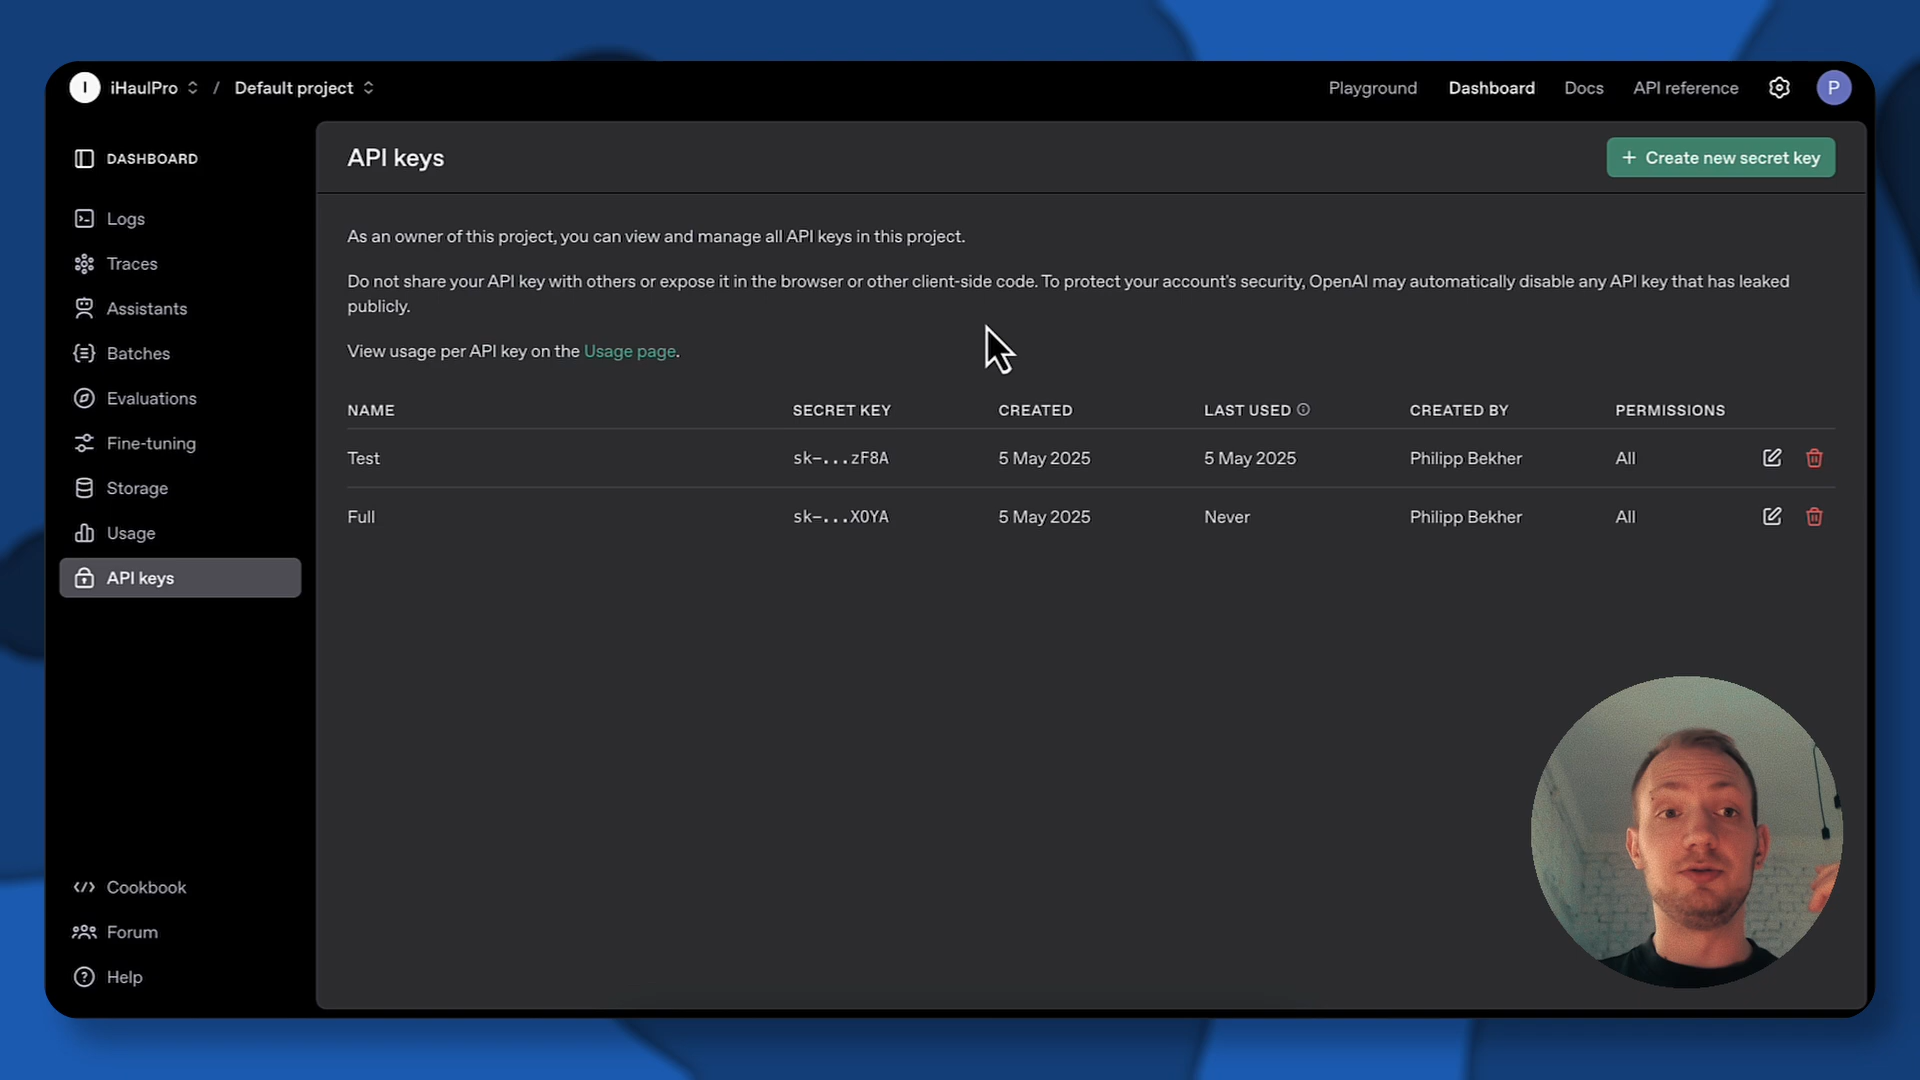 I iHaulPro / Default project
Playground Dashboard Docs API reference P
DASHBOARD
Logs
Traces
Assistants
Batches
Evaluations
Fine-tuning
Storage
Usage
API keys
Cookbook
Forum
Help
API keys
+ Create new secret key
As an owner of this project, you can view and manage all API keys in this project.
Do not share your API key with others or expose it in the browser or other client-side code. To protect your account's security, OpenAI may automatically disable any API key that has leaked
publicly.
View usage per API key on the Usage page.
NAME SECRET KEY CREATED LAST USED CREATED BY PERMISSIONS
Test sk-...zF8A 5 May 2025 5 May 2025 Philipp Bekher All
Full sk-...XOYA 5 May 2025 Never Philipp Bekher All